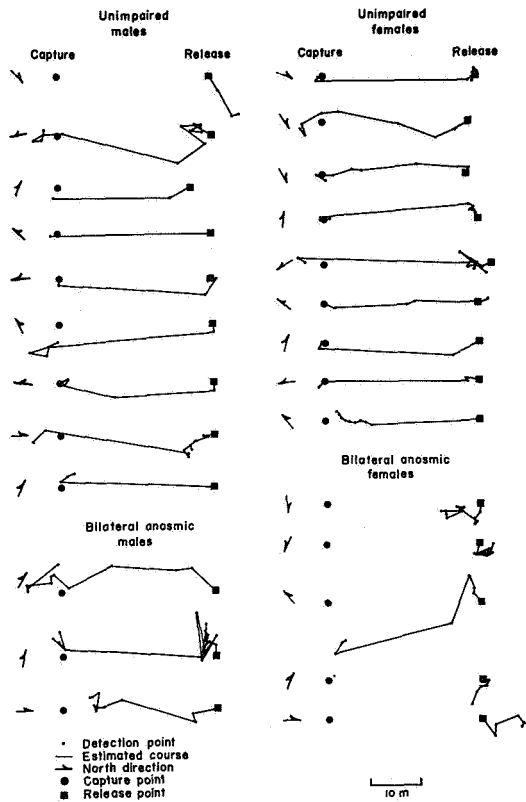 Unimpaired
males
Capture
Release
Bilateral anosmic
males
Detection point
Estimated course
North direction
Capture point
Release point
Unimpaired
females
Capture
Release
Bilateral anosmic
females
10 m